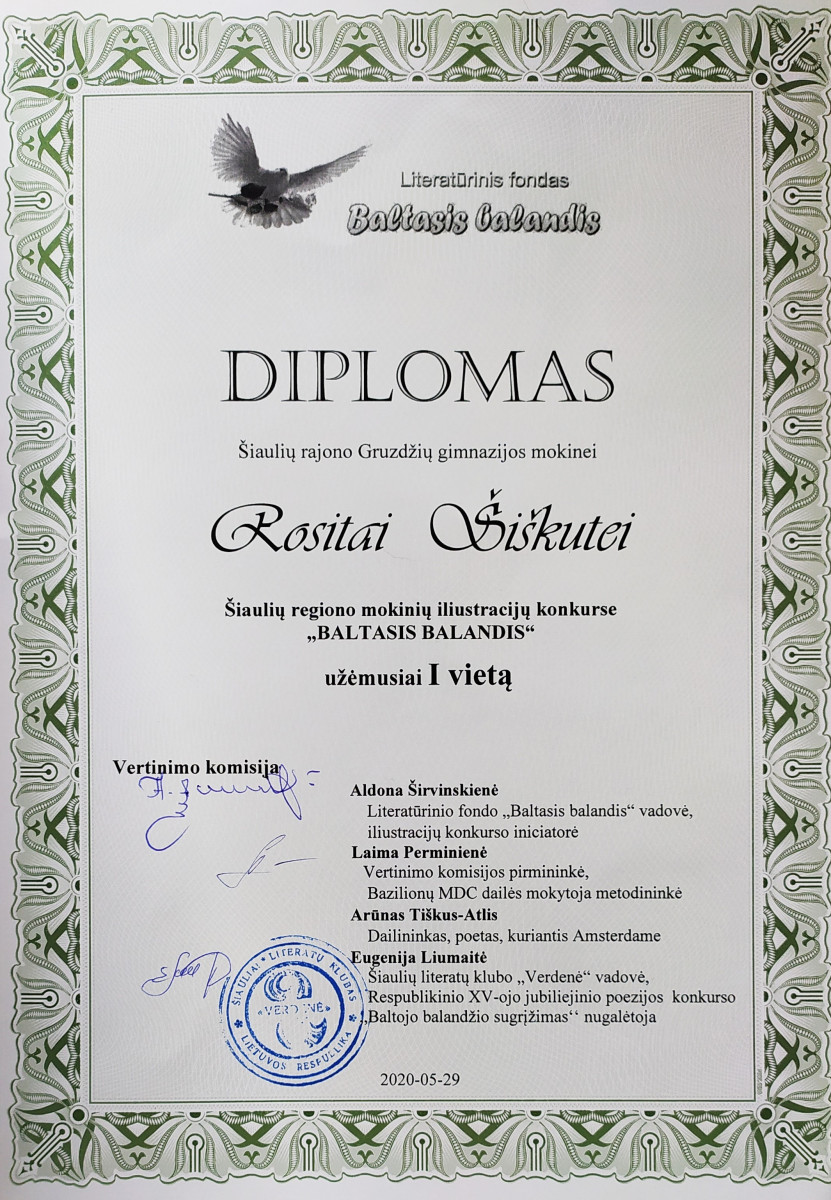 Literatūrinis fondas
Baltasis balandis
DIPLOMAS
Šiaulių rajono Gruzdžių gimnazijos mokinei
Rositai Šiškutei
Šiaulių regiono mokinių iliustracijų konkurse
„BALTASIS BALANDIS“
užėmusiai I vietą
Vertinimo komisija
Aldona Širvinskienė
Literatūrinio fondo „Baltasis balandis“ vadovė,
iliustracijų konkurso iniciatorė
Laima Perminienė
Vertinimo komisijos pirmininkė,
Bazilionų MDC dailės mokytoja metodininkė
Arūnas Tiškus-Atlis
Dailininkas, poetas, kuriantis Amsterdame
Eugenija Liumaitė
Šiaulių literatų klubo „Verdenė“ vadovė,
Respublikinio XV-ojo jubiliejinio poezijos konkurso
„Baltojo balandžio sugrįžimas‘‘ nugalėtoja
ŠIAULIAI * LITERATŲ KLUBAS
«VERDENĖ»
* LIETUVOS RESPUBLIKA *
2020-05-29